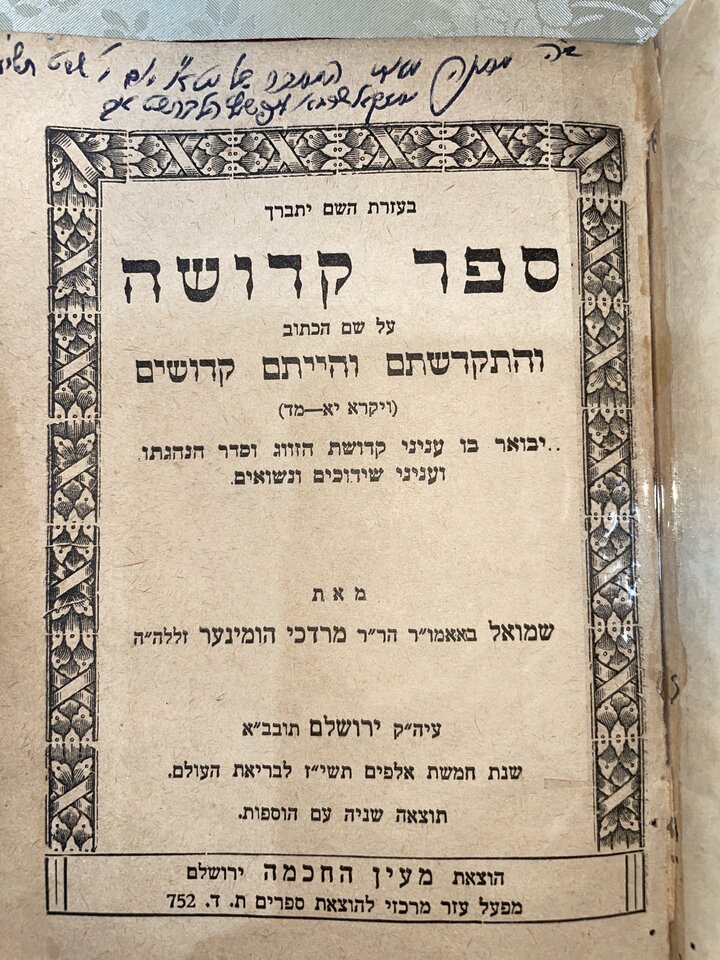 ב״ה
בעזרת השם יתברך
ספר קדושה
על שם הכתוב
והתקדשתם והייתם קדושים
(ויקרא יא—מד)
..יבואר בו עניני קדושת הזווג וסדר הנהגתו
ועניני שידוכים ונשואים.
מאת
שמואל באאמו״ר הר״ר מרדכי הומינער זללה״ה
עיה״ק ירושלם תובב״א
שנת חמשת אלפים תשי״ז לבריאת העולם.
תוצאה שניה עם הוספות.
הוצאת מעין החכמה ירושלם
מפעל עזר מרכזי להוצאת ספרים ת. ד. 752